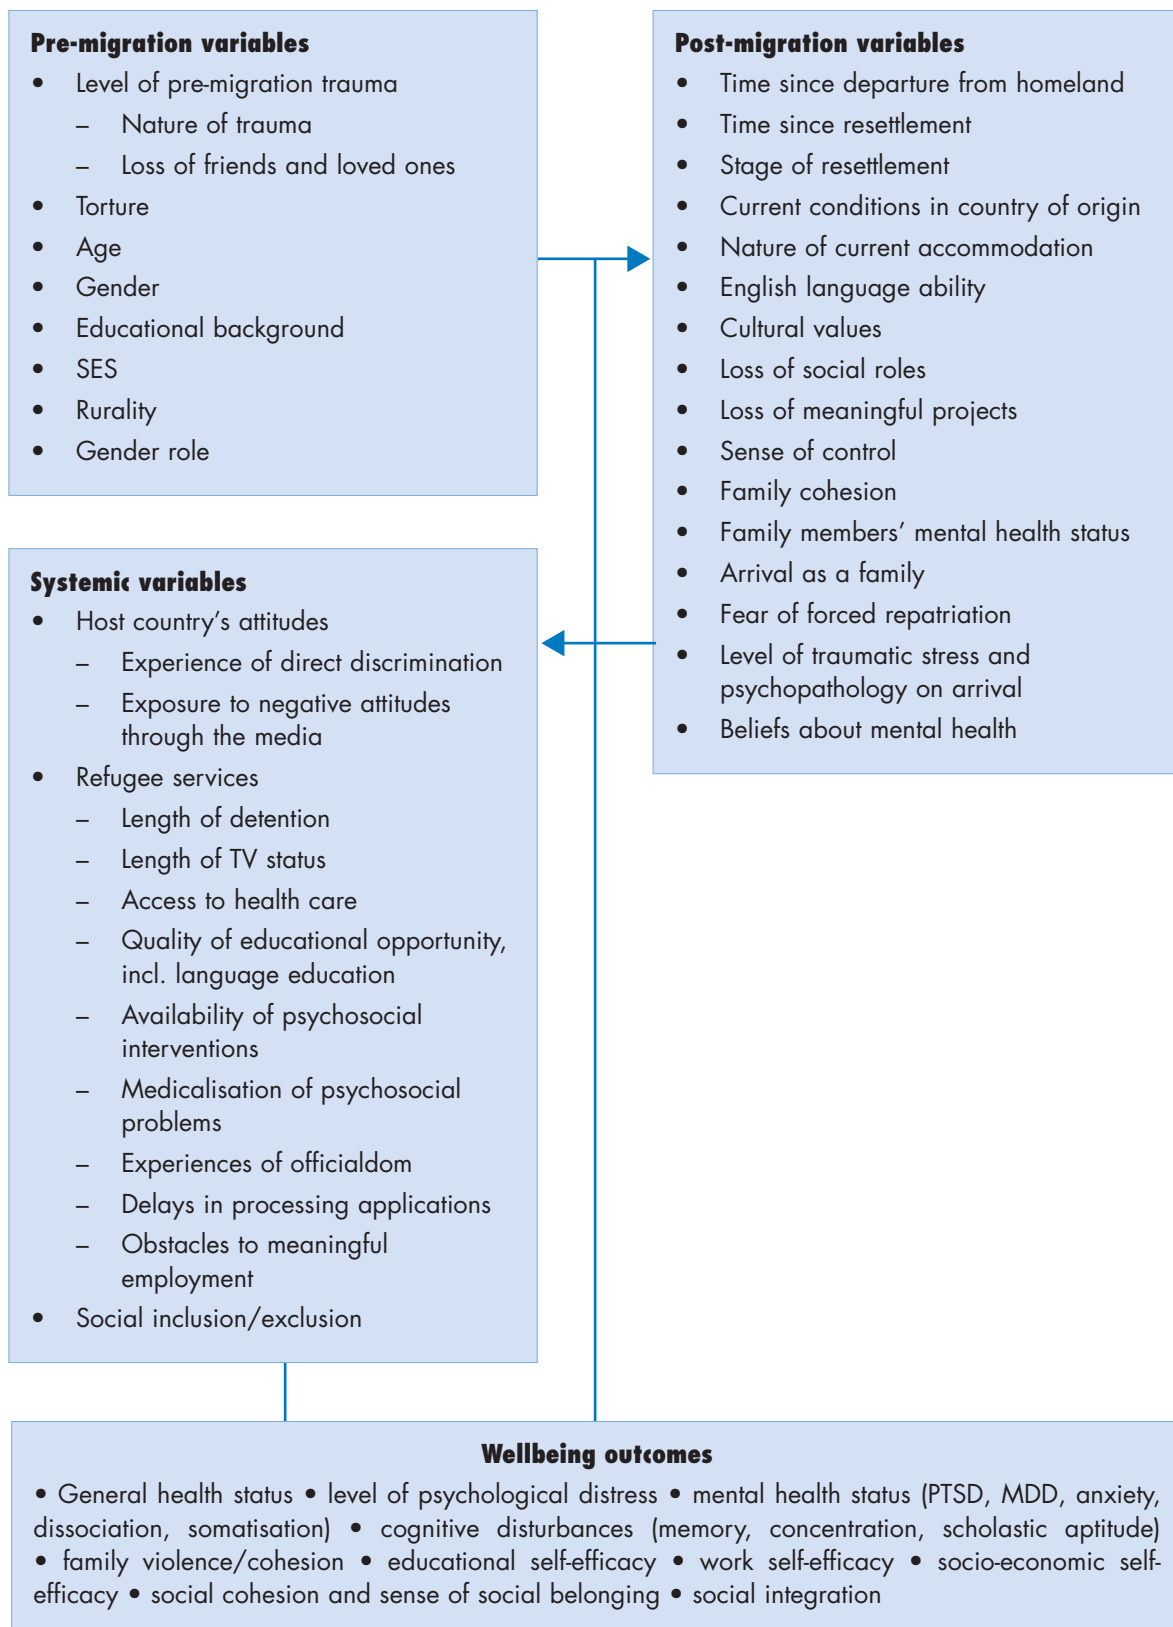 Pre-migration variables
• Level of pre-migration trauma
– Nature of trauma
– Loss of friends and loved ones
• Torture
• Age
• Gender
• Educational background
• SES
• Rurality
• Gender role
Post-migration variables
• Time since departure from homeland
• Time since resettlement
• Stage of resettlement
• Current conditions in country of origin
• Nature of current accommodation
• English language ability
• Cultural values
• Loss of social roles
• Loss of meaningful projects
• Sense of control
• Family cohesion
• Family members’ mental health status
• Arrival as a family
• Fear of forced repatriation
• Level of traumatic stress and
psychopathology on arrival
• Beliefs about mental health
Systemic variables
• Host country’s attitudes
– Experience of direct discrimination
– Exposure to negative attitudes
through the media
• Refugee services
– Length of detention
– Length of TV status
– Access to health care
– Quality of educational opportunity,
incl. language education
– Availability of psychosocial
interventions
– Medicalisation of psychosocial
problems
– Experiences of officialdom
– Delays in processing applications
– Obstacles to meaningful
employment
• Social inclusion/exclusion
Wellbeing outcomes
• General health status • level of psychological distress • mental health status (PTSD, MDD, anxiety,
dissociation, somatisation) • cognitive disturbances (memory, concentration, scholastic aptitude)
• family violence/cohesion • educational self-efficacy • work self-efficacy • socio-economic self-
efficacy • social cohesion and sense of social belonging • social integration